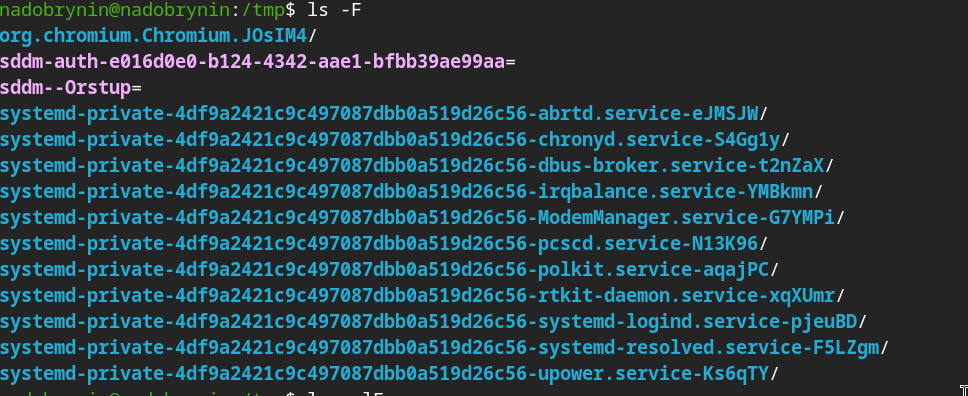 nadobrynin@nadobrynin:/tmp$ ls -F
org.chromium.Chromium.JOsIM4/
sddm-auth-e016d0e0-b124-4342-aae1-bfbb39ae99aa=
sddm--Orstup=
systemd-private-4df9a2421c9c497087dbb0a519d26c56-abrtd.service-eJMSJW/
systemd-private-4df9a2421c9c497087dbb0a519d26c56-chronyd.service-S4Gg1y/
systemd-private-4df9a2421c9c497087dbb0a519d26c56-dbus-broker.service-t2nZaX/
systemd-private-4df9a2421c9c497087dbb0a519d26c56-irqbalance.service-YMBkmn/
systemd-private-4df9a2421c9c497087dbb0a519d26c56-ModemManager.service-G7YMPi/
systemd-private-4df9a2421c9c497087dbb0a519d26c56-pcscd.service-N13K96/
systemd-private-4df9a2421c9c497087dbb0a519d26c56-polkit.service-aqajPC/
systemd-private-4df9a2421c9c497087dbb0a519d26c56-rtkit-daemon.service-xqXUmr/
systemd-private-4df9a2421c9c497087dbb0a519d26c56-systemd-logind.service-pjeuBD/
systemd-private-4df9a2421c9c497087dbb0a519d26c56-systemd-resolved.service-F5LZgm/
systemd-private-4df9a2421c9c497087dbb0a519d26c56-upower.service-Ks6qTY/